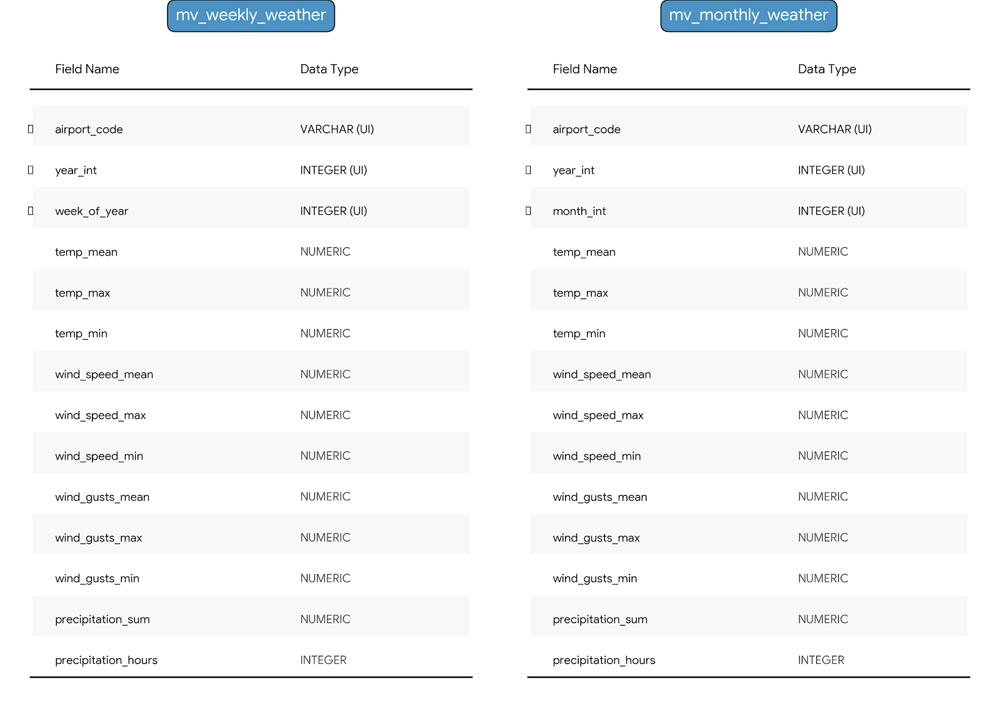 mv_weekly_weather
Field Name Data Type
airport_code VARCHAR (UI)
year_int INTEGER (UI)
week_of_year INTEGER (UI)
temp_mean NUMERIC
temp_max NUMERIC
temp_min NUMERIC
wind_speed_mean NUMERIC
wind_speed_max NUMERIC
wind_speed_min NUMERIC
wind_gusts_mean NUMERIC
wind_gusts_max NUMERIC
wind_gusts_min NUMERIC
precipitation_sum NUMERIC
precipitation_hours INTEGER
mv_monthly_weather
Field Name Data Type
airport_code VARCHAR (UI)
year_int INTEGER (UI)
month_int INTEGER (UI)
temp_mean NUMERIC
temp_max NUMERIC
temp_min NUMERIC
wind_speed_mean NUMERIC
wind_speed_max NUMERIC
wind_speed_min NUMERIC
wind_gusts_mean NUMERIC
wind_gusts_max NUMERIC
wind_gusts_min NUMERIC
precipitation_sum NUMERIC
precipitation_hours INTEGER